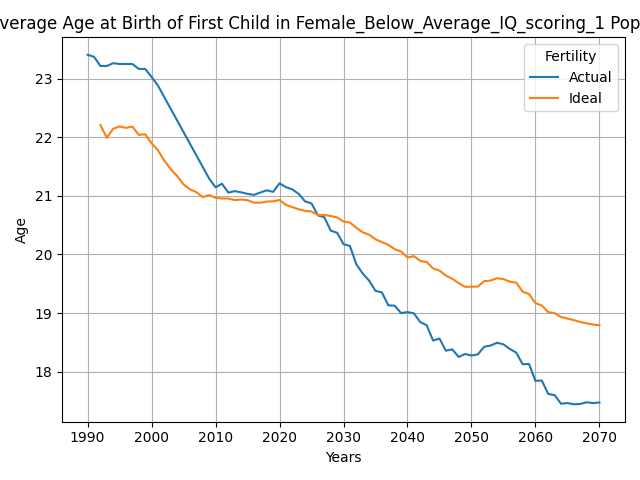 verage Age at Birth of First Child in Female_Below_Average_IQ_scoring_1 Pop
Fertility
Actual
Ideal
Age
23
22
21
20
19
18
1990 2000 2010 2020 2030 2040 2050 2060 2070
Years